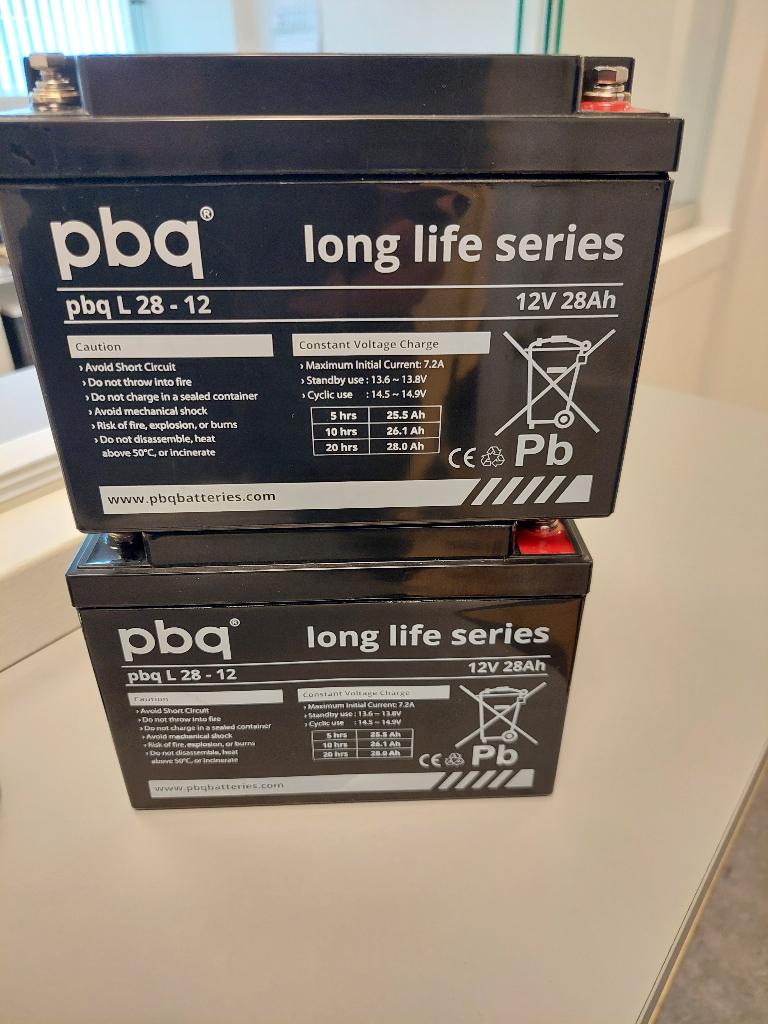 pbq® long life series
pbq L 28 - 12 12V 28Ah
Caution
› Avoid Short Circuit
› Do not throw into fire
› Do not charge in a sealed container
› Avoid mechanical shock
› Risk of fire, explosion, or burns
› Do not disassemble, heat
above 50°C, or incinerate
Constant Voltage Charge
› Maximum Initial Current: 7.2A
› Standby use : 13.6 ~ 13.8V
› Cyclic use : 14.5 ~ 14.9V
5 hrs 25.5 Ah
10 hrs 26.1 Ah
20 hrs 28.0 Ah
CE Pb
www.pbqbatteries.com
pbq® long life series
pbq L 28 - 12 12V 28Ah
Caution
› Avoid Short Circuit
› Do not throw into fire
› Do not charge in a sealed container
› Avoid mechanical shock
› Risk of fire, explosion, or burns
› Do not disassemble, heat
above 50°C, or incinerate
Constant Voltage Charge
› Maximum Initial Current: 7.2A
› Standby use : 13.6 ~ 13.8V
› Cyclic use : 14.5 ~ 14.9V
5 hrs 25.5 Ah
10 hrs 26.1 Ah
20 hrs 28.0 Ah
CE Pb
www.pbqbatteries.com